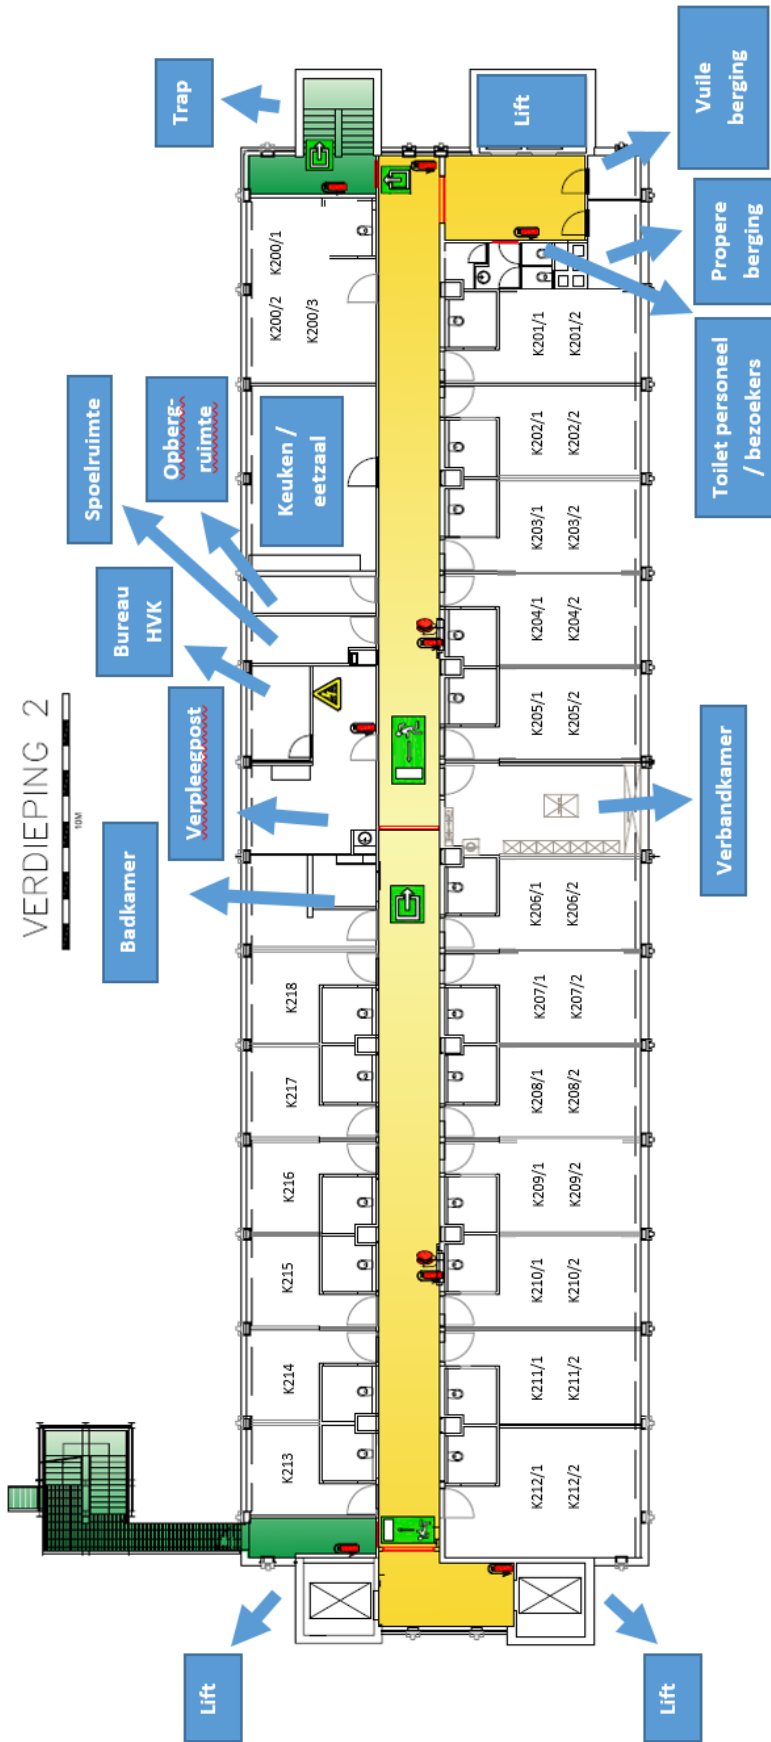 VERDIEPING 2
10M
Lift
Badkamer
Verpleegpost
Bureau
HVK
Spoelruimte
Opberg-
ruimte
Keuken /
eetzaal
Trap
K213
K214
K215
K216
K217
K218
K200/2
K200/1
K200/3
Lift
K212/1
K212/2
K211/1
K211/2
K210/1
K210/2
K209/1
K209/2
K208/1
K208/2
K207/1
K207/2
K206/1
K206/2
K205/1
K205/2
K204/1
K204/2
K203/1
K203/2
K202/1
K202/2
K201/1
K201/2
Lift
Verbandkamer
Toilet personeel
/ bezoekers
Propere
berging
Vuile
berging